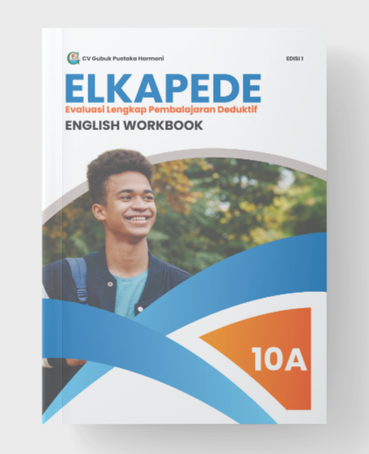 CV Gubuk Pustaka Harmoni
EDISI 1
ELKAPEDE
Evaluasi Lengkap Pembalajaran Deduktif
ENGLISH WORKBOOK
10A